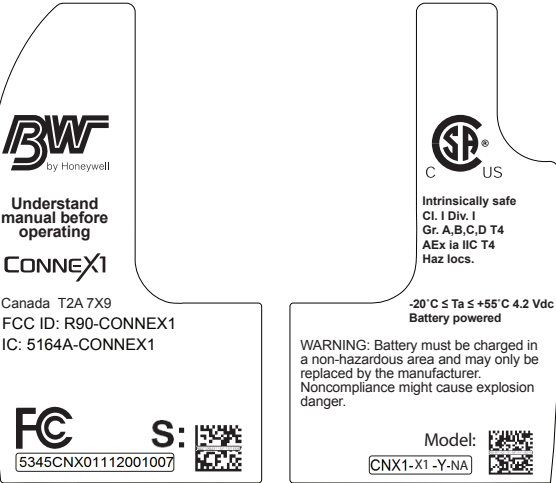 BW
by Honeywell
Understand
manual before
operating
CONNEX1
Canada T2A 7X9
FCC ID: R90-CONNEX1
IC: 5164A-CONNEX1
FC
S:
5345CNX01112001007
CSA®
C US
Intrinsically safe
Cl. I Div. I
Gr. A,B,C,D T4
AEx ia IIC T4
Haz locs.
-20˚C ≤ Ta ≤ +55˚C 4.2 Vdc
Battery powered
WARNING: Battery must be charged in
a non-hazardous area and may only be
replaced by the manufacturer.
Noncompliance might cause explosion
danger.
Model:
CNX1-X1-Y-NA